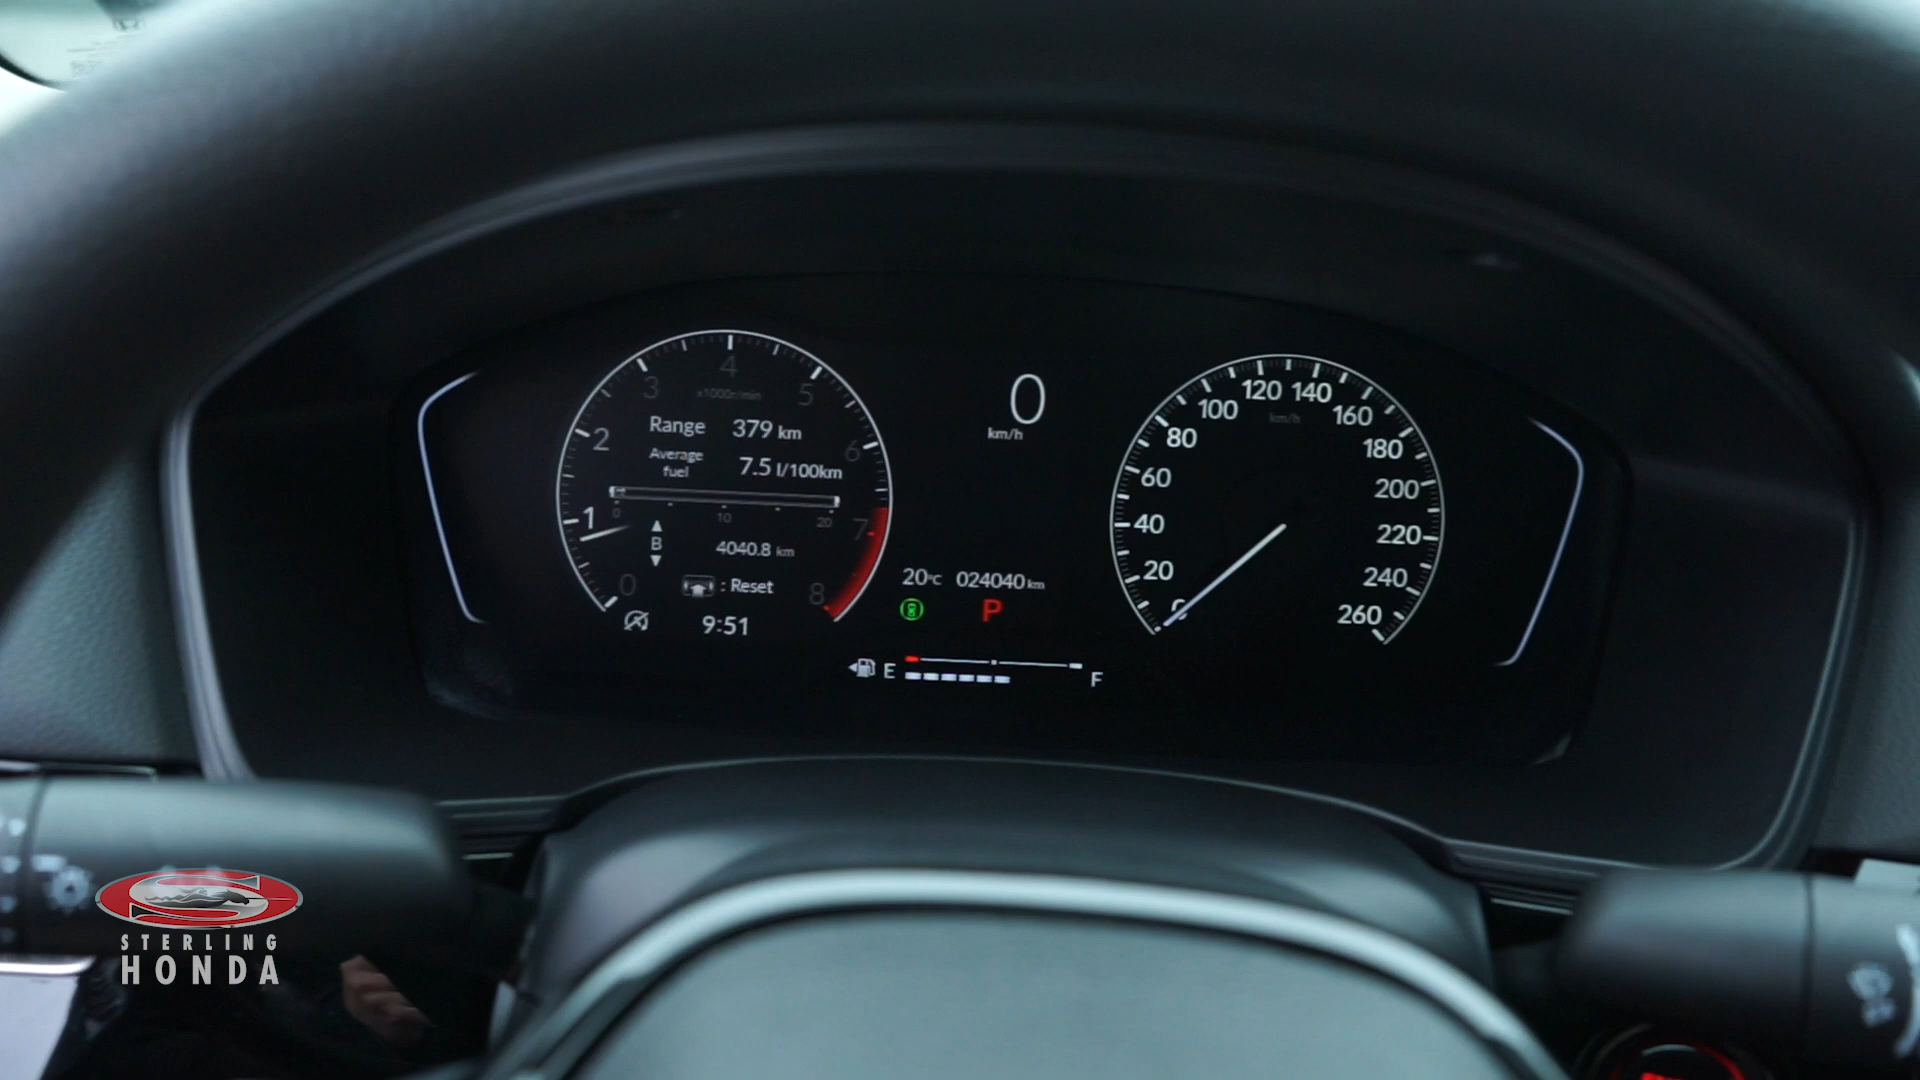 4
3
5
x1000r/min
2
6
Range 379 km
Average fuel 7.5 l/100km
0 10 20
1
7
B
4040.8 km
0
: Reset
8
9:51
0
km/h
20°C 024040 km
P
E
F
120 140
100
160
km/h
80
180
60
200
40
220
20
240
0
260
STERLING
HONDA